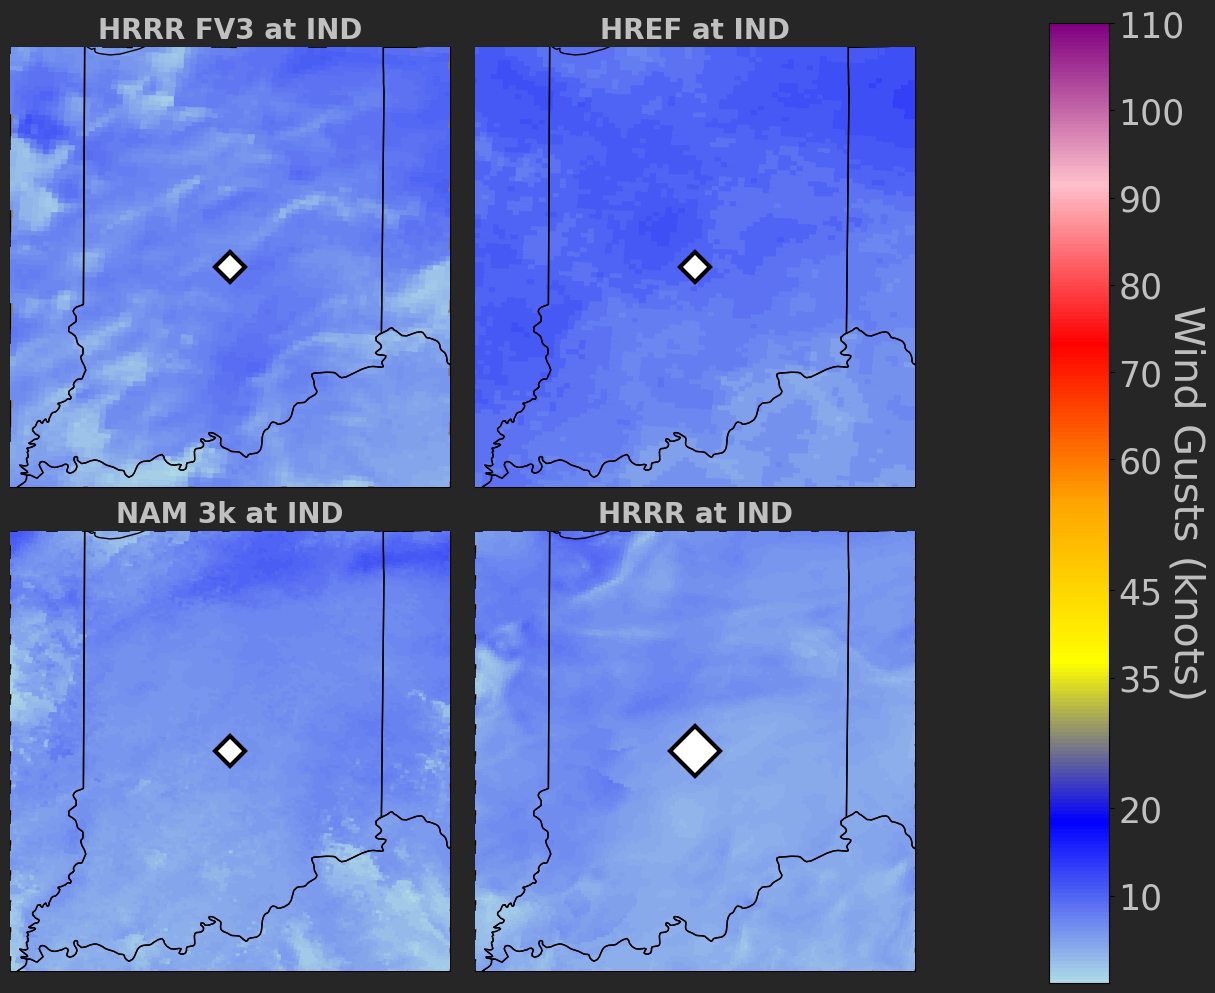 HRRR FV3 at IND
HREF at IND
NAM 3k at IND
HRRR at IND
110
100
90
80
70
60
45
35
20
10
Wind Gusts (knots)